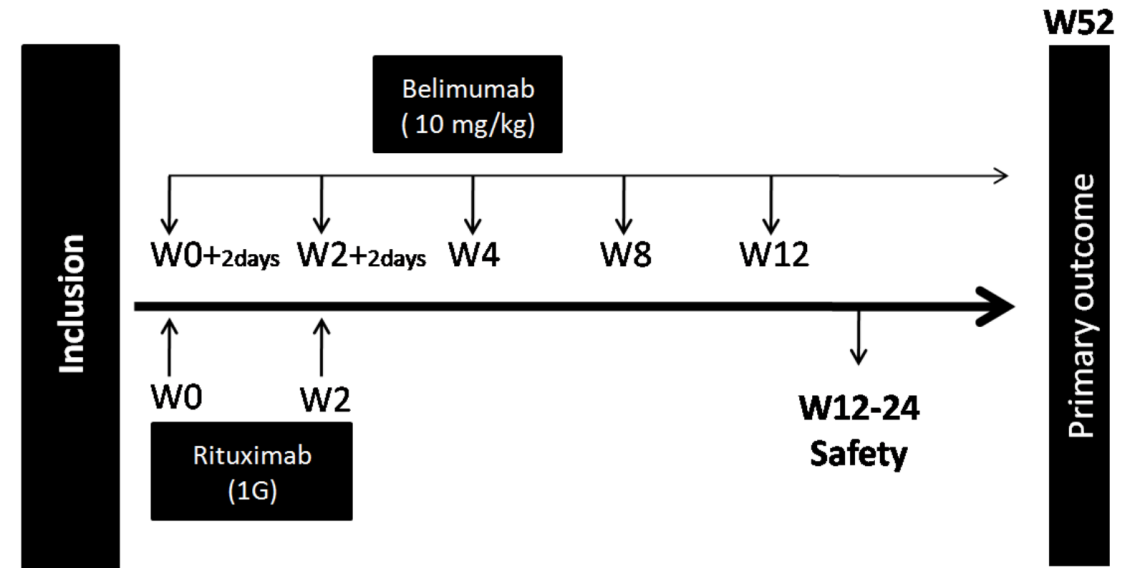 W52
Inclusion
Belimumab
( 10 mg/kg)
W0+2days W2+2days W4 W8 W12
W0 W2
Rituximab
(1G)
W12-24
Safety
Primary outcome